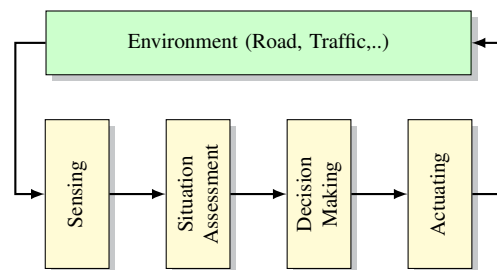 Environment (Road, Traffic,..)
Sensing
Situation
Assessment
Decision
Making
Actuating